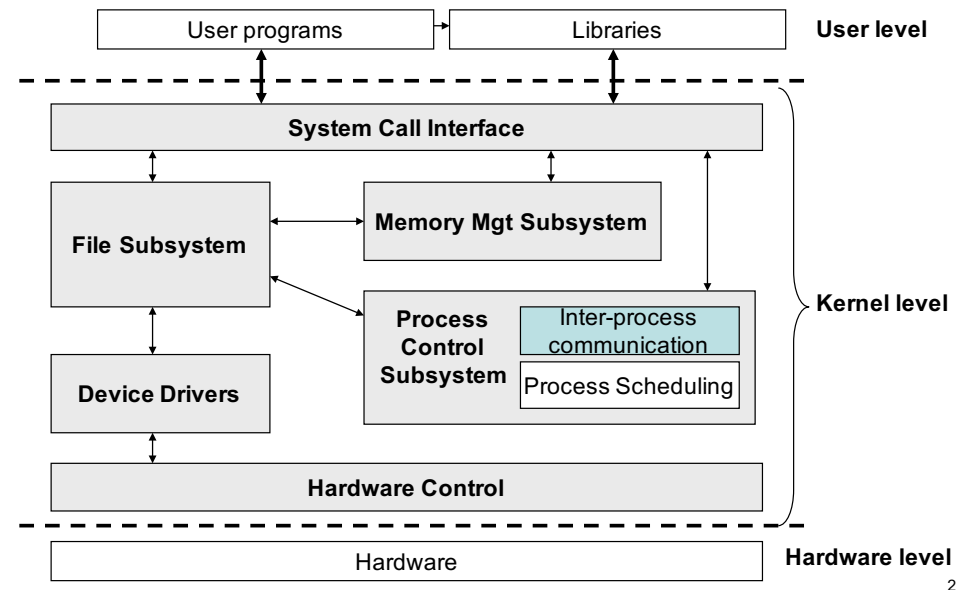 User programs
Libraries
User level
System Call Interface
File Subsystem
Memory Mgt Subsystem
Process
Control
Subsystem
Inter-process
communication
Process Scheduling
Kernel level
Device Drivers
Hardware Control
Hardware
Hardware level
2